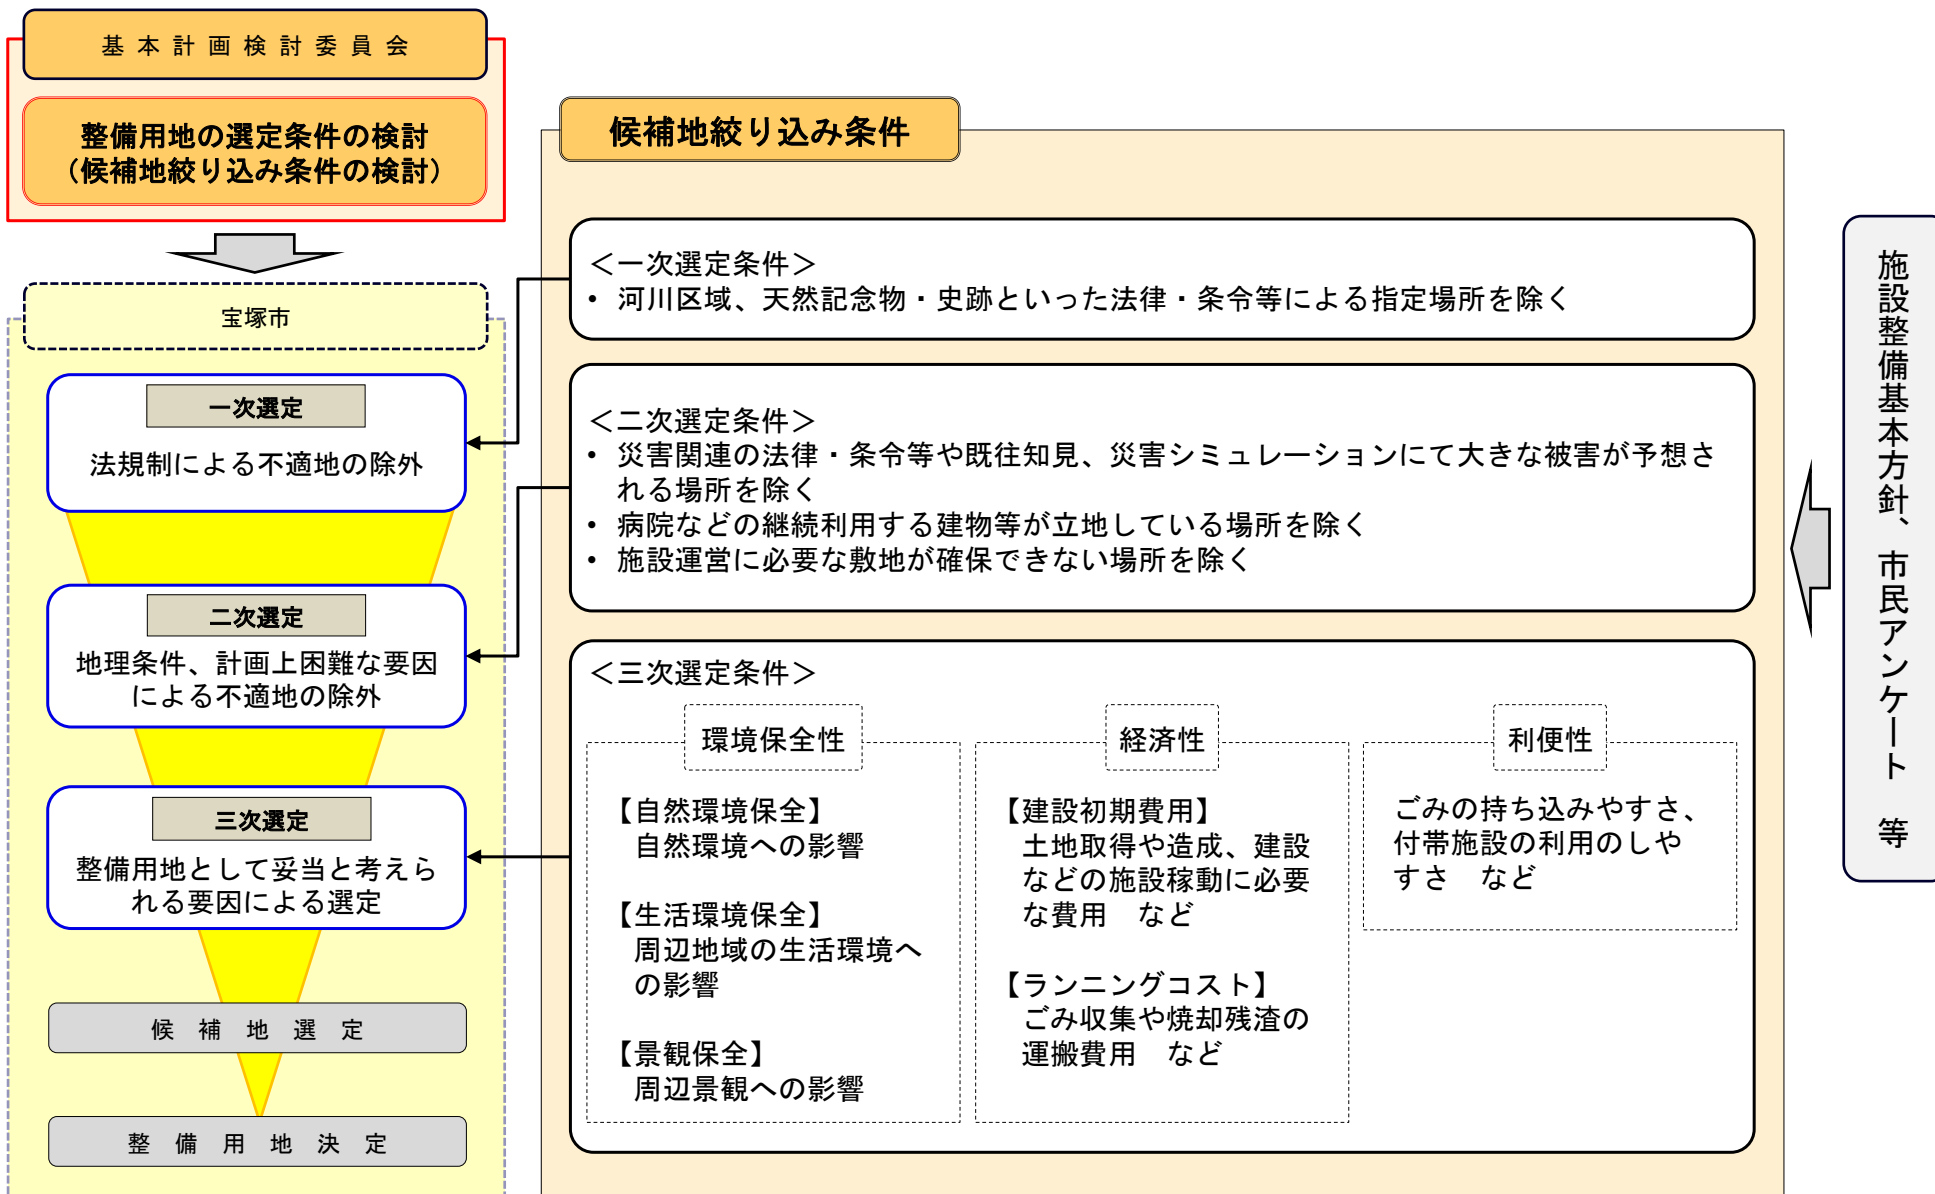 基本計画検討委員会
整備用地の選定条件の検討
（候補地絞り込み条件の検討）
宝塚市
一次選定
法規制による不適地の除外
二次選定
地理条件、計画上困難な要因
による不適地の除外
三次選定
整備用地として妥当と考えら
れる要因による選定
候補地選定
整備用地決定
候補地絞り込み条件
＜一次選定条件＞
• 河川区域、天然記念物・史跡といった法律・条令等による指定場所を除く
＜二次選定条件＞
• 災害関連の法律・条令等や既往知見、災害シミュレーションにて大きな被害が予想さ
れる場所を除く
• 病院などの継続利用する建物等が立地している場所を除く
• 施設運営に必要な敷地が確保できない場所を除く
＜三次選定条件＞
環境保全性
【自然環境保全】
自然環境への影響
【生活環境保全】
周辺地域の生活環境へ
の影響
【景観保全】
周辺景観への影響
経済性
【建設初期費用】
土地取得や造成、建設
などの施設稼動に必要
な費用　など
【ランニングコスト】
ごみ収集や焼却残渣の
運搬費用　など
利便性
ごみの持ち込みやすさ、
付帯施設の利用のしや
すさ　など
施設整備基本方針、市民アンケート　等